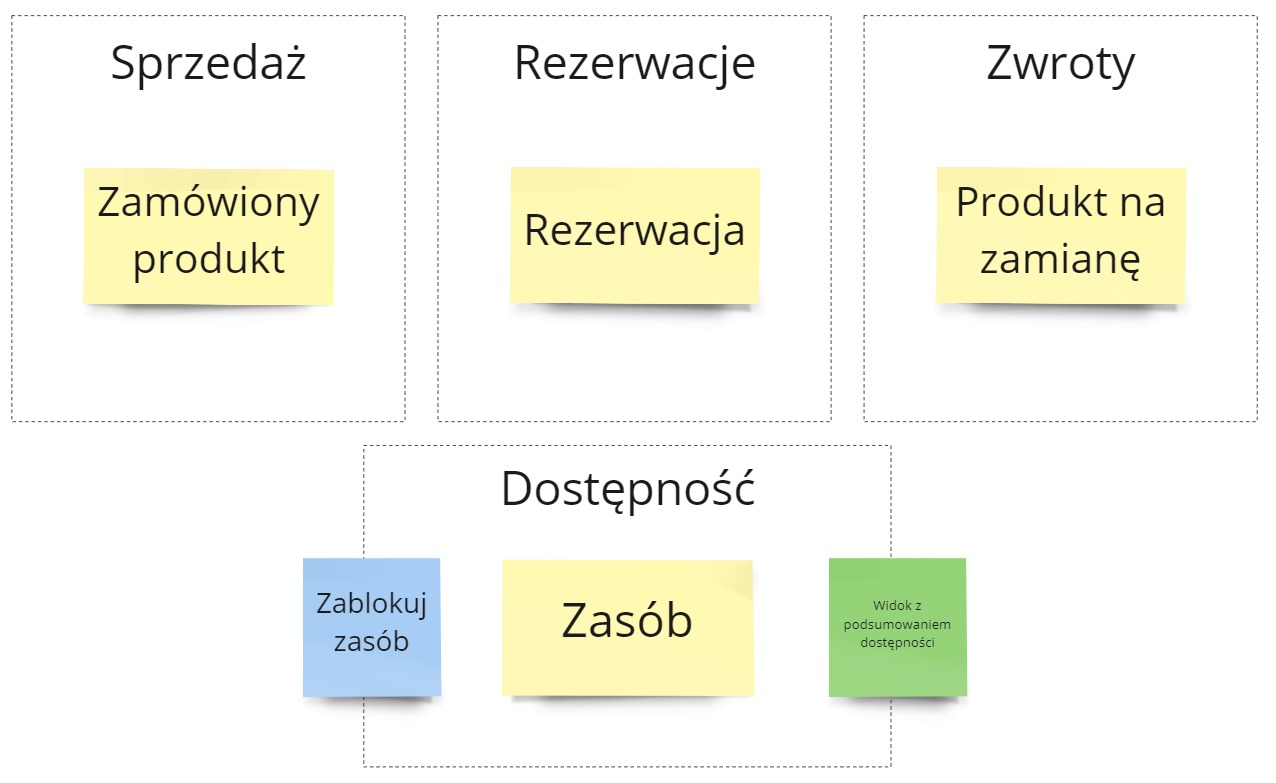 Sprzedaż
Rezerwacje
Zwroty
Zamówiony
produkt
Rezerwacja
Produkt na
zamianę
Dostępność
Zablokuj
zasób
Zasób
Widok z
podsumowaniem
dostępności